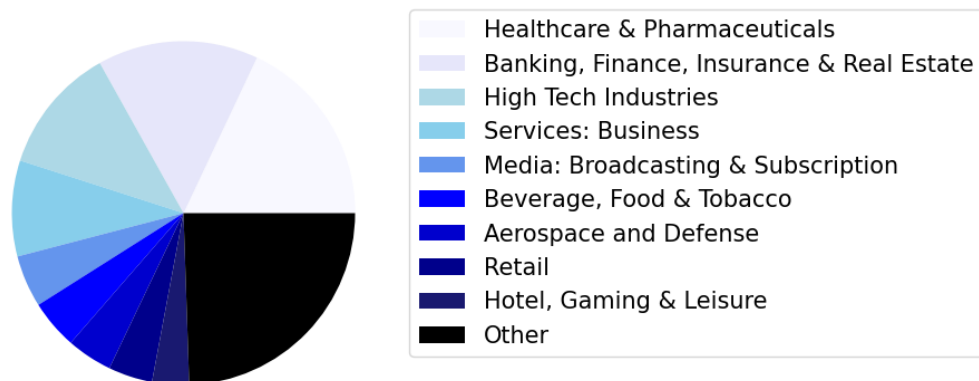 Healthcare & Pharmaceuticals
Banking, Finance, Insurance & Real Estate
High Tech Industries
Services: Business
Media: Broadcasting & Subscription
Beverage, Food & Tobacco
Aerospace and Defense
Retail
Hotel, Gaming & Leisure
Other